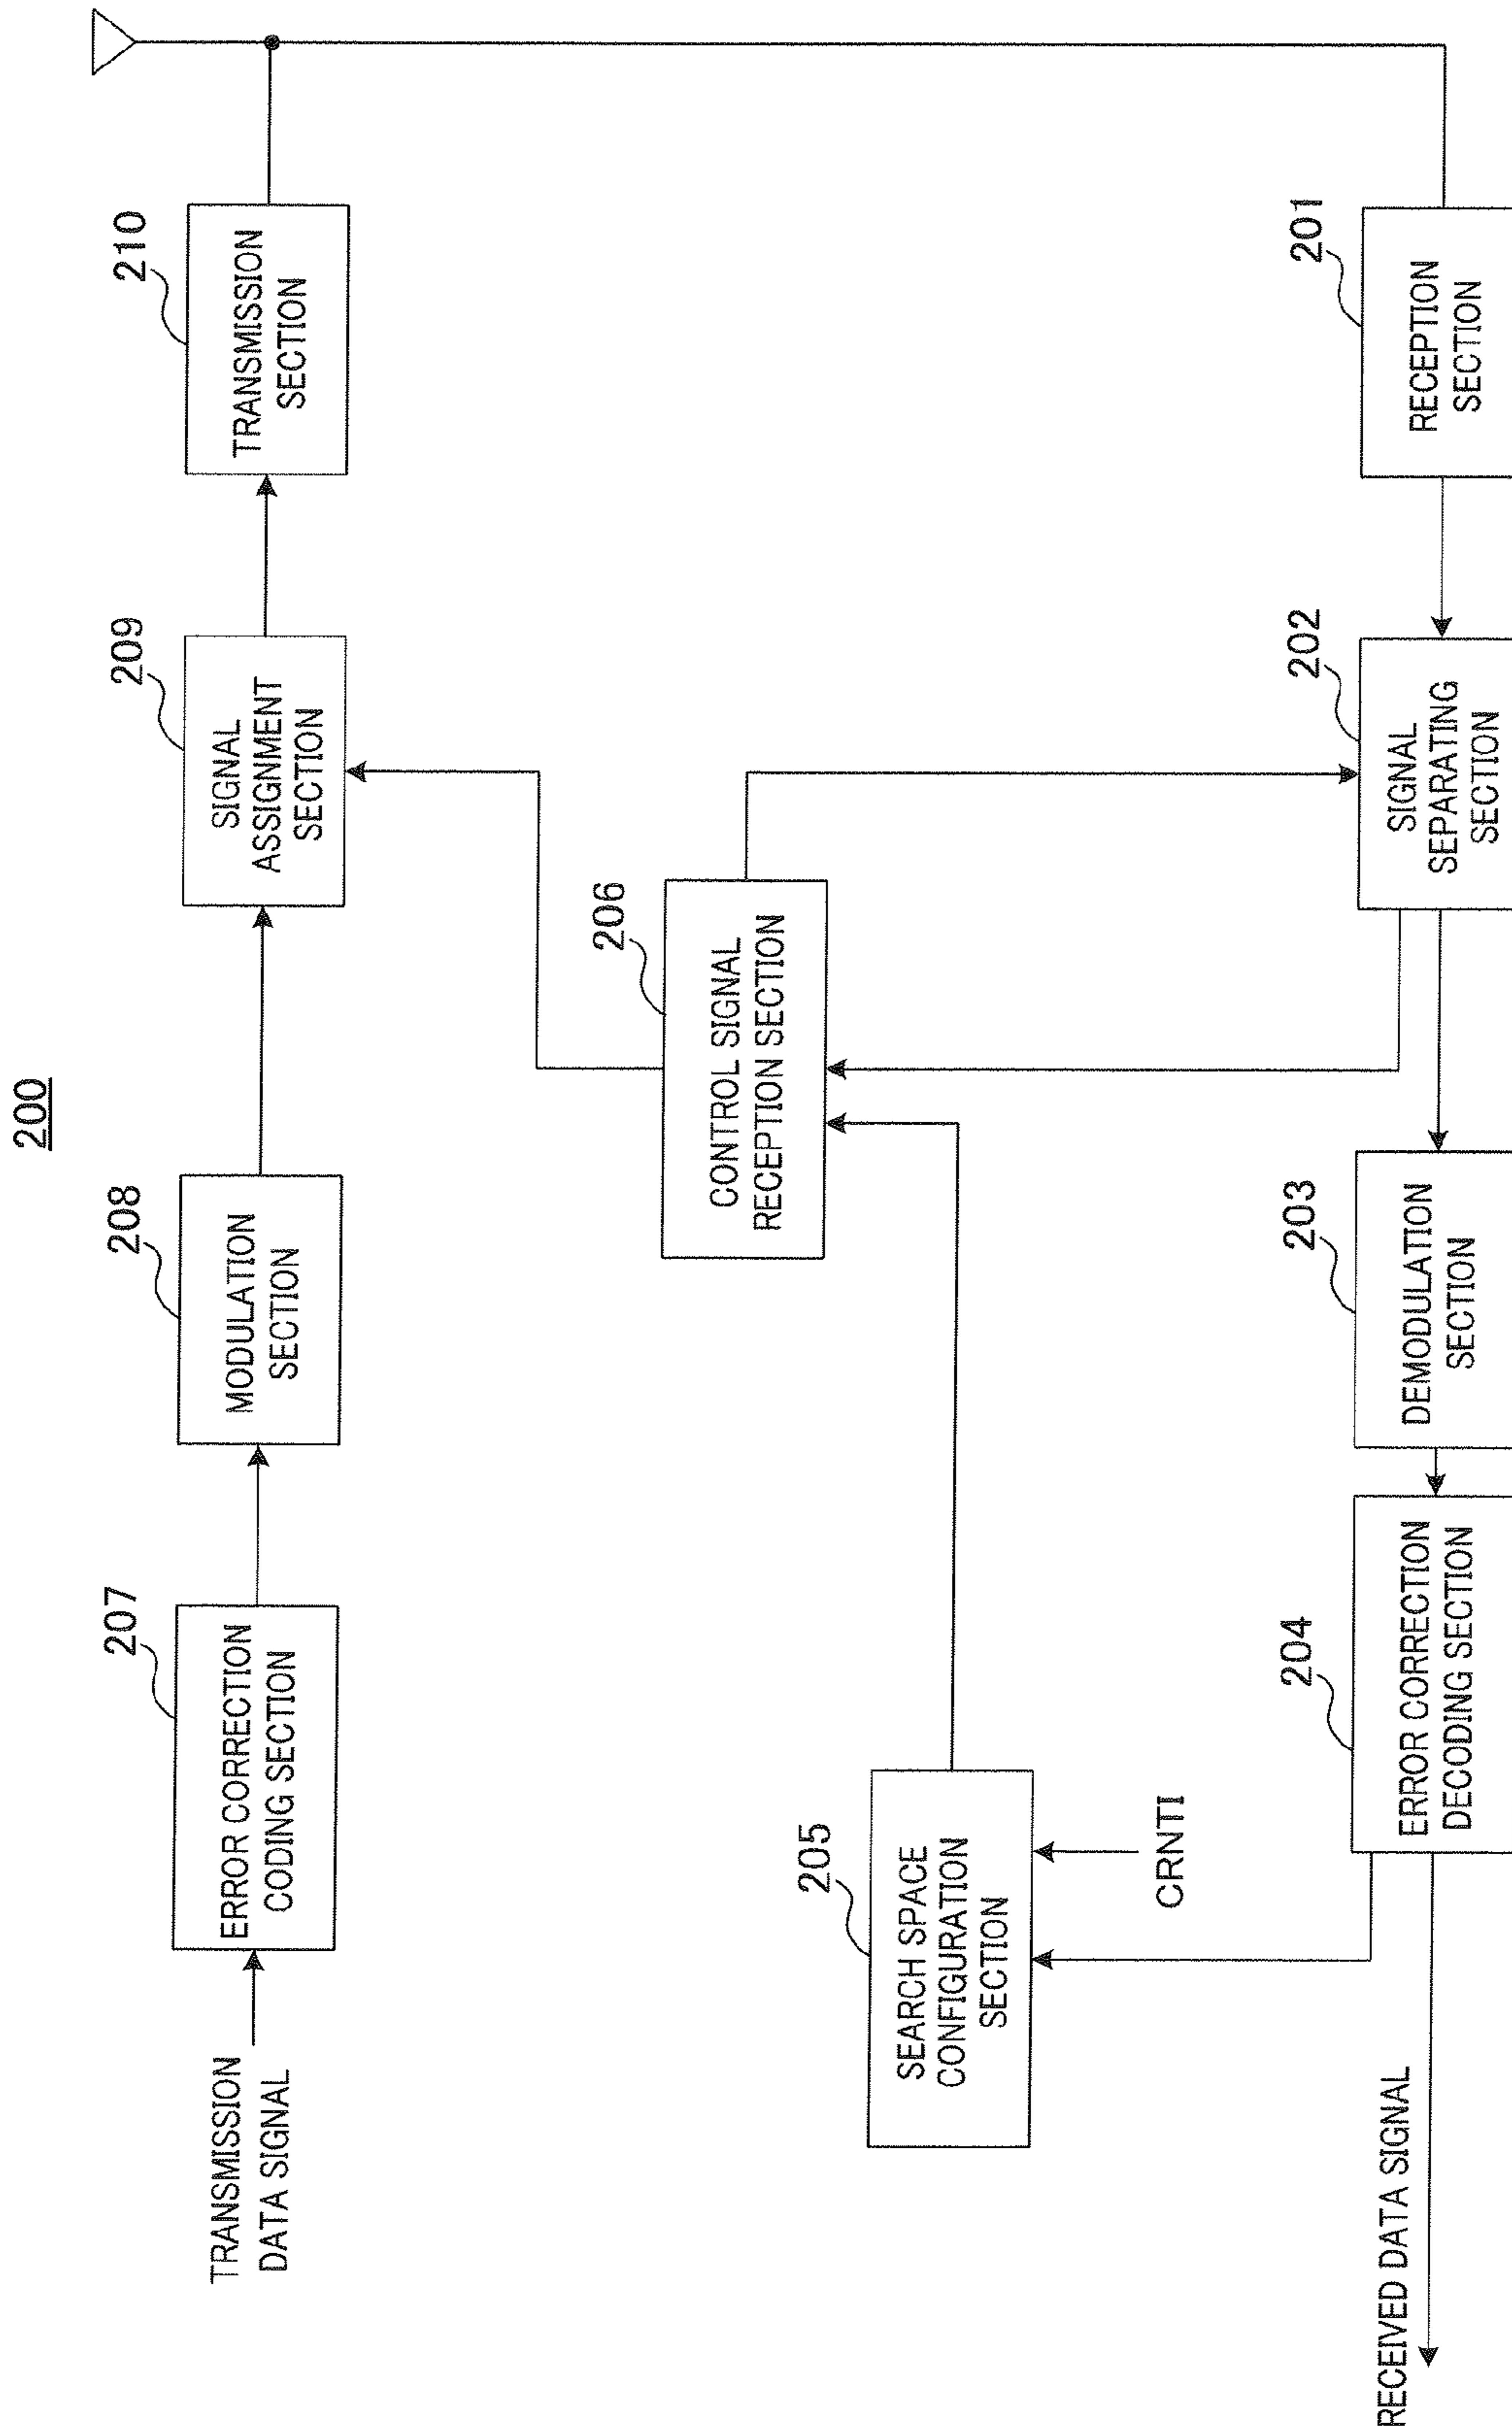 200
TRANSMISSION
DATA SIGNAL
207
ERROR CORRECTION
CODING SECTION
208
MODULATION
SECTION
209
SIGNAL
ASSIGNMENT
SECTION
210
TRANSMISSION
SECTION
206
CONTROL SIGNAL
RECEPTION SECTION
205
SEARCH SPACE
CONFIGURATION
SECTION
CRNTI
RECEIVED DATA SIGNAL
204
ERROR CORRECTION
DECODING SECTION
203
DEMODULATION
SECTION
202
SIGNAL
SEPARATING
SECTION
201
RECEPTION
SECTION